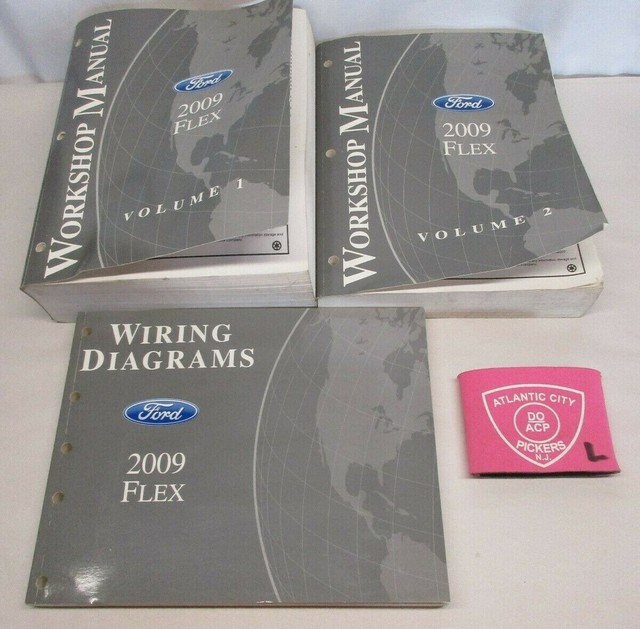 WORKSHOP MANUAL
Ford
2009
FLEX
VOLUME 1
WORKSHOP MANUAL
Ford
2009
FLEX
VOLUME 2
WIRING
DIAGRAMS
Ford
2009
FLEX
ATLANTIC CITY
DO
ACP
PICKERS
N.J.
L